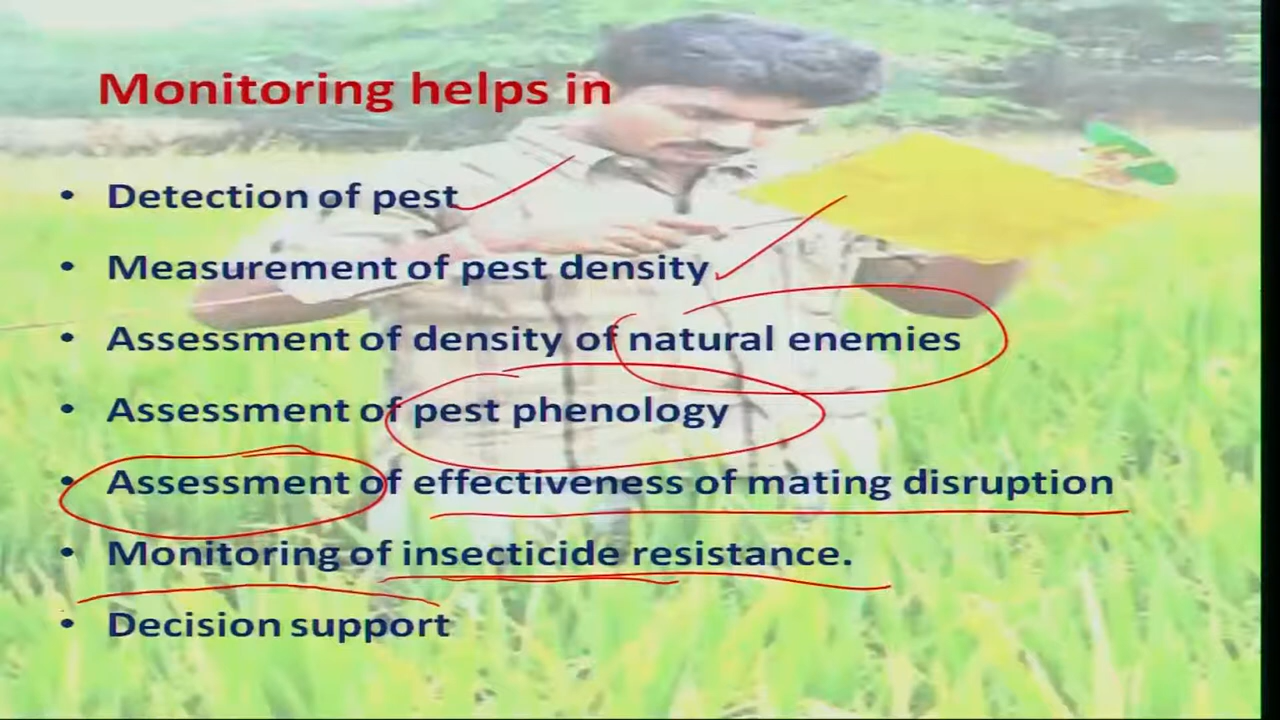 Monitoring helps in
• Detection of pest
• Measurement of pest density
• Assessment of density of natural enemies
• Assessment of pest phenology
• Assessment of effectiveness of mating disruption
• Monitoring of insecticide resistance.
• Decision support